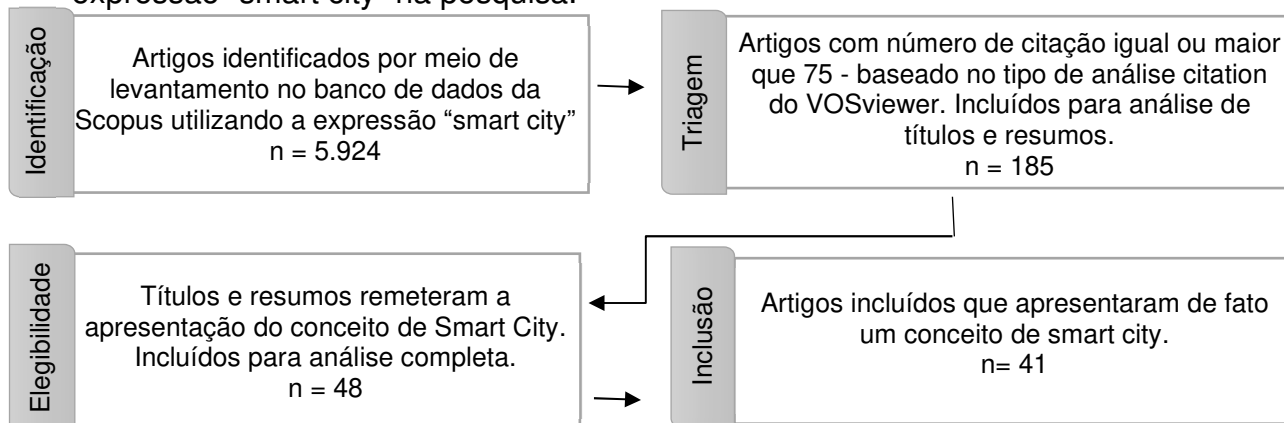 expressão "smart city" na pesquisa.
Identificação
Artigos identificados por meio de
levantamento no banco de dados da
Scopus utilizando a expressão “smart city”
n = 5.924
Triagem
Artigos com número de citação igual ou maior
que 75 - baseado no tipo de análise citation
do VOSviewer. Incluídos para análise de
títulos e resumos.
n = 185
Elegibilidade
Títulos e resumos remeteram a
apresentação do conceito de Smart City.
Incluídos para análise completa.
n = 48
Inclusão
Artigos incluídos que apresentaram de fato
um conceito de smart city.
n= 41